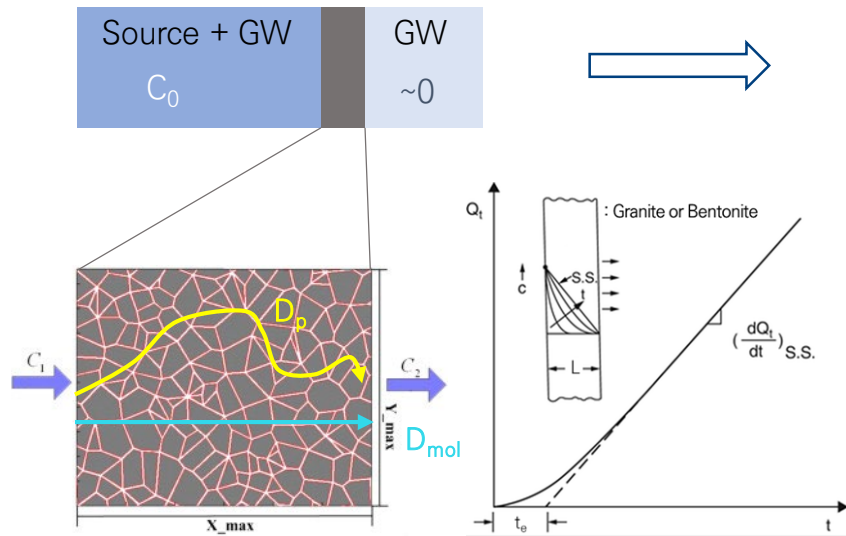 Source + GW
GW
C₀
~0
Qₜ
: Granite or Bentonite
S.S.
c
t
L
(dQₜ/dt)S.S.
tₑ
t
Dₚ
C₁
C₂
Dmol
Y_max
X_max